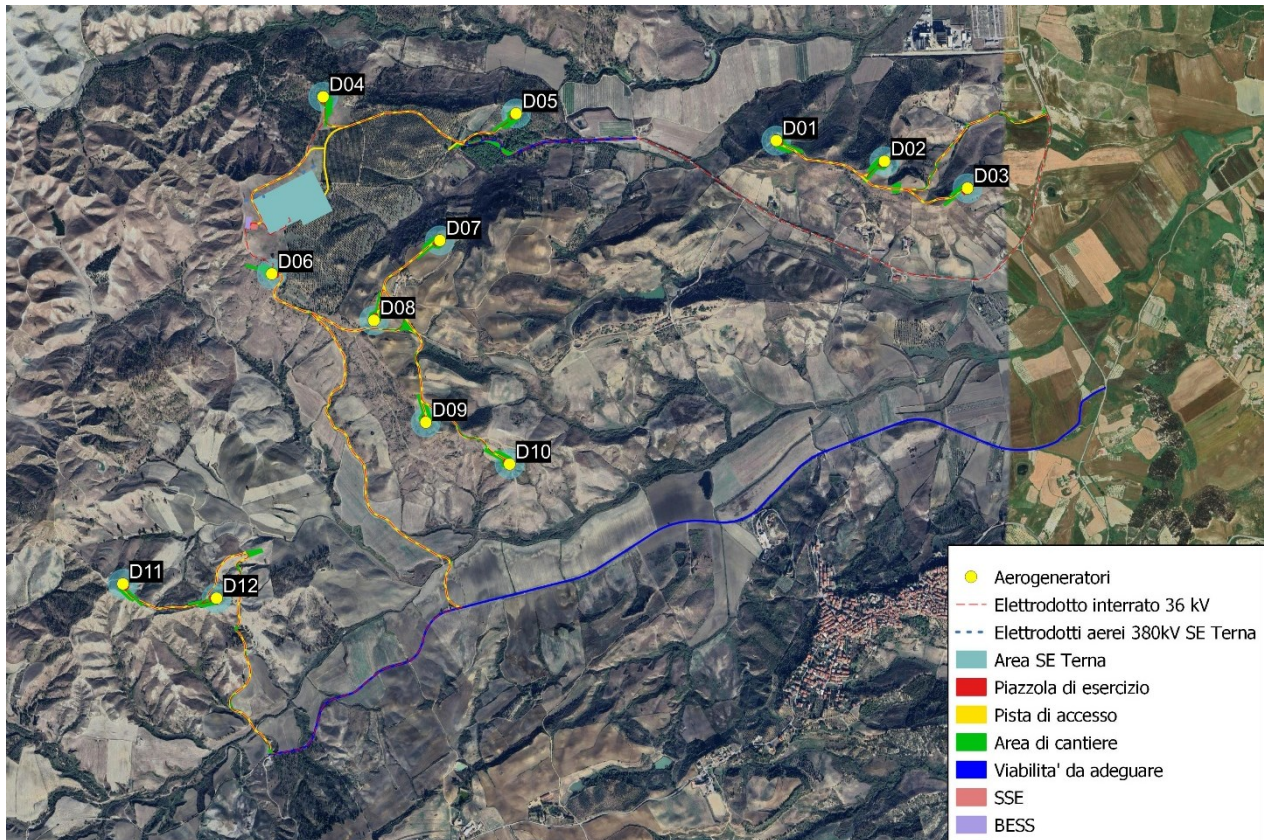 D04
D05
D01
D02
D03
D07
D06
D08
D09
D10
D11
D12
Aerogeneratori
Elettrodotto interrato 36 kV
Elettrodotti aerei 380kV SE Terna
Area SE Terna
Piazzola di esercizio
Pista di accesso
Area di cantiere
Viabilita' da adeguare
SSE
BESS